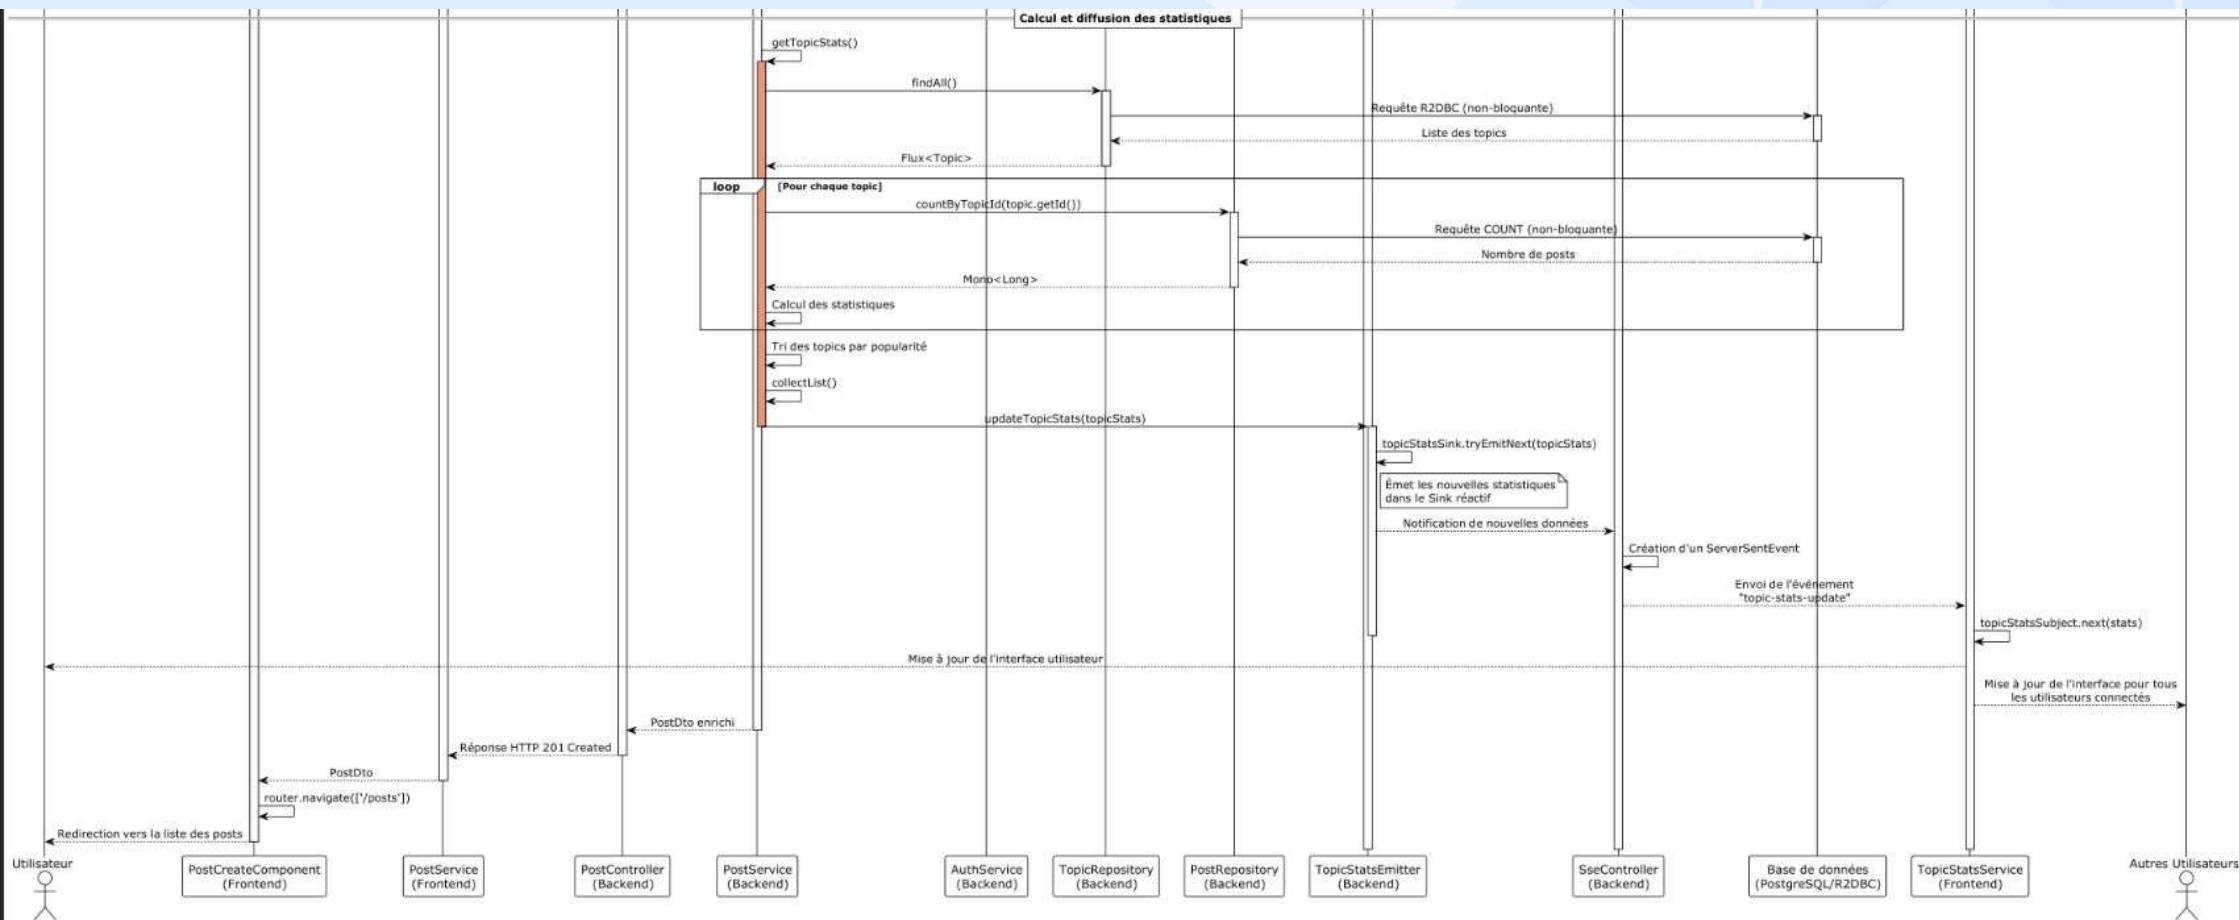 Calcul et diffusion des statistiques
getTopicStats()
findAll()
Requête R2DBC (non-bloquante)
Liste des topics
Flux<Topic>
loop [Pour chaque topic]
countByTopicId(topic.getId())
Requête COUNT (non-bloquante)
Nombre de posts
Mono<Long>
Calcul des statistiques
Tri des topics par popularité
collectList()
updateTopicStats(topicStats)
topicStatsSink.tryEmitNext(topicStats)
Émet les nouvelles statistiques
dans le Sink réactif
Notification de nouvelles données
Création d'un ServerSentEvent
Envoi de l'événement
"topic-stats-update"
topicStatsSubject.next(stats)
Mise à jour de l'interface utilisateur
Mise à jour de l'interface pour tous
les utilisateurs connectés
PostDto enrichi
Réponse HTTP 201 Created
PostDto
router.navigate(['/posts'])
Redirection vers la liste des posts
Utilisateur
PostCreateComponent
(Frontend)
PostService
(Frontend)
PostController
(Backend)
PostService
(Backend)
AuthService
(Backend)
TopicRepository
(Backend)
PostRepository
(Backend)
TopicStatsEmitter
(Backend)
SseController
(Backend)
Base de données
(PostgreSQL/R2DBC)
TopicStatsService
(Frontend)
Autres Utilisateurs